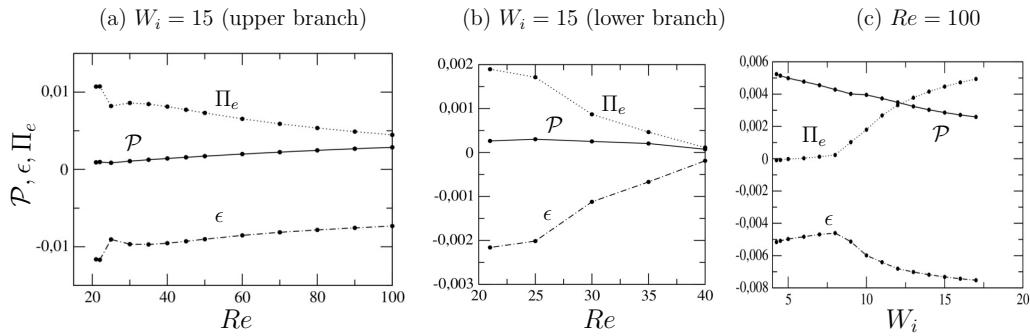 (a) W_i = 15 (upper branch)
(b) W_i = 15 (lower branch)
(c) Re = 100
𝒫, ϵ, Π_e
0,01
0
-0,01
Π_e
𝒫
ϵ
20 40 60 80 100
Re
0,002
0,001
0
-0,001
-0,002
-0,003
Π_e
𝒫
ϵ
20 25 30 35 40
Re
0,006
0,004
0,002
0,000
-0,002
-0,004
-0,006
-0,008
Π_e
𝒫
ϵ
5 10 15 20
W_i